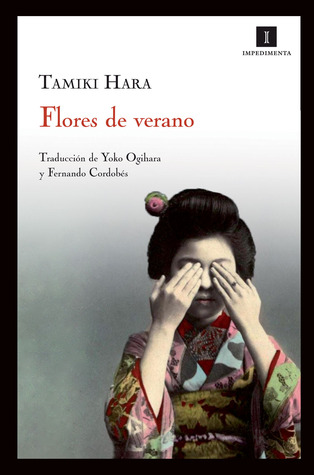 IMPEDIMENTA
TAMIKI HARA
Flores de verano
Traducción de Yoko Ogihara
y Fernando Cordobés